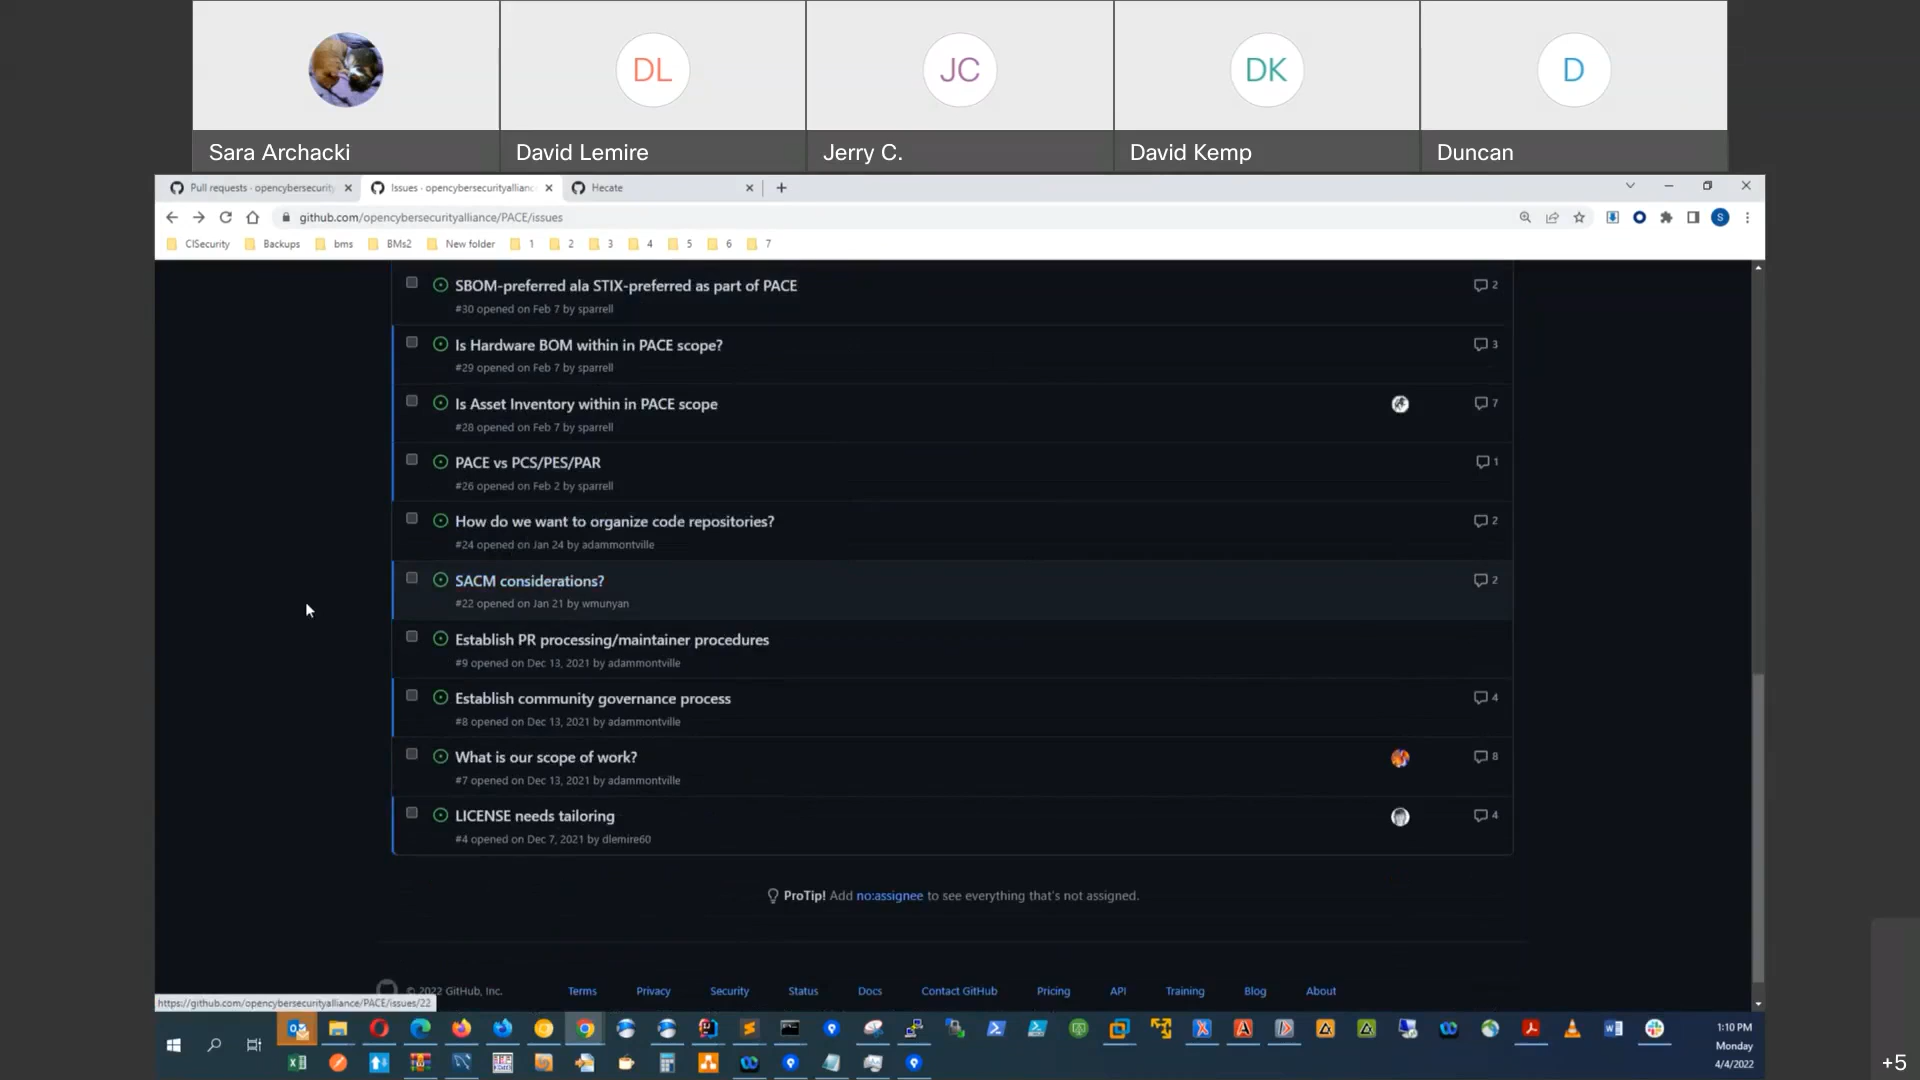 DL
JC
DK
D
Sara Archacki
David Lemire
Jerry C.
David Kemp
Duncan
Pull requests - opencybersecurity
Issues - opencybersecurityallianc
Hecate
github.com/opencybersecurityalliance/PACE/issues
S
CISecurity
Backups
bms
BMs2
New folder
1
2
3
4
5
6
7
SBOM-preferred ala STIX-preferred as part of PACE
2
#30 opened on Feb 7 by sparrell
Is Hardware BOM within in PACE scope?
3
#29 opened on Feb 7 by sparrell
Is Asset Inventory within in PACE scope
7
#28 opened on Feb 7 by sparrell
PACE vs PCS/PES/PAR
1
#26 opened on Feb 2 by sparrell
How do we want to organize code repositories?
2
#24 opened on Jan 24 by adammontville
SACM considerations?
2
#22 opened on Jan 21 by wmunyan
Establish PR processing/maintainer procedures
#9 opened on Dec 13, 2021 by adammontville
Establish community governance process
4
#8 opened on Dec 13, 2021 by adammontville
What is our scope of work?
8
#7 opened on Dec 13, 2021 by adammontville
LICENSE needs tailoring
4
#4 opened on Dec 7, 2021 by dlemire60
ProTip! Add no:assignee to see everything that's not assigned.
© 2022 GitHub, Inc.
Terms
Privacy
Security
Status
Docs
Contact GitHub
Pricing
API
Training
Blog
About
https://github.com/opencybersecurityalliance/PACE/issues/22
1:10 PM
Monday
4/4/2022
+5